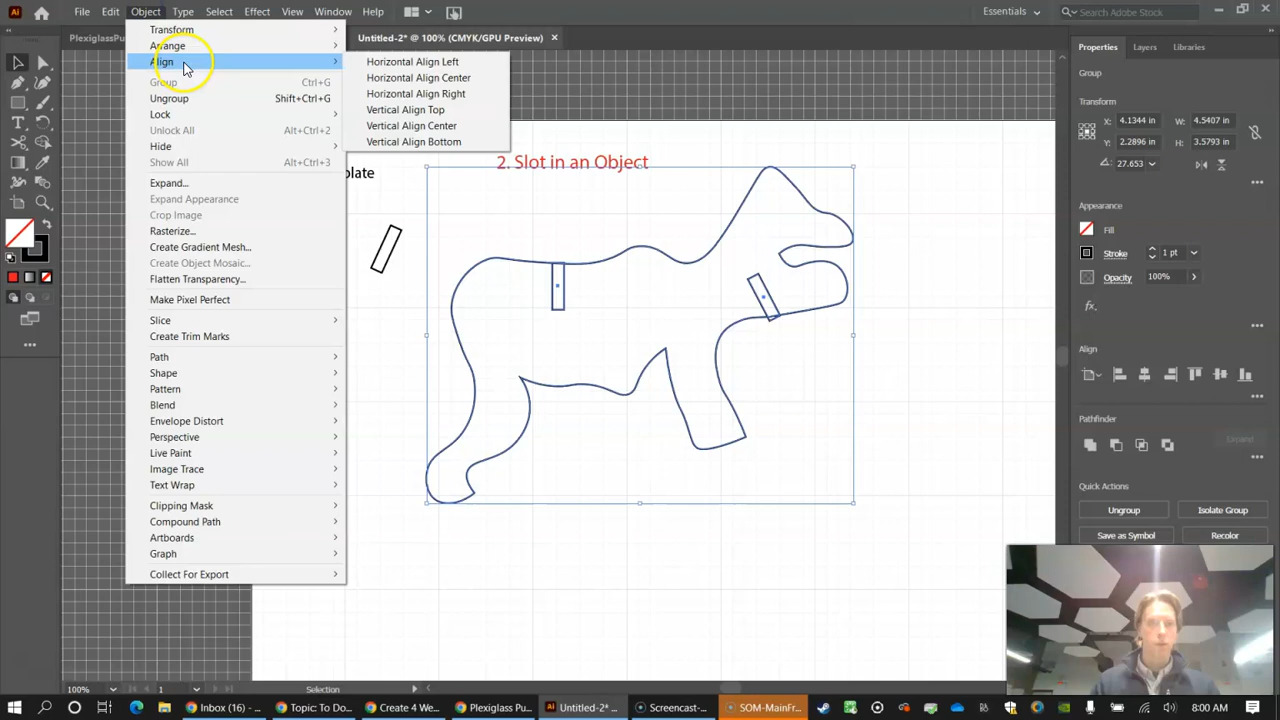 Ai File Edit Object Type Select Effect View Window Help Essentials Search Adobe Stock
Untitled-2* @ 100% (CMYK/GPU Preview)
Transform
Arrange
Align
Group Ctrl+G
Ungroup Shift+Ctrl+G
Lock
Unlock All Alt+Ctrl+2
Hide
Show All Alt+Ctrl+3
Expand...
Expand Appearance
Crop Image
Rasterize...
Create Gradient Mesh...
Create Object Mosaic...
Flatten Transparency...
Make Pixel Perfect
Slice
Create Trim Marks
Path
Shape
Pattern
Blend
Envelope Distort
Perspective
Live Paint
Image Trace
Text Wrap
Clipping Mask
Compound Path
Artboards
Graph
Collect For Export
Horizontal Align Left
Horizontal Align Center
Horizontal Align Right
Vertical Align Top
Vertical Align Center
Vertical Align Bottom
2. Slot in an Object
plate
Properties Layers Libraries
Group
Transform
X: 4.1344 in W: 4.5407 in
Y: 2.2896 in H: 3.5793 in
27.653
Appearance
Fill
Stroke 1 pt
Opacity 100%
fx.
Align
Pathfinder
Expand
Quick Actions
Ungroup Isolate Group
Save as Symbol Recolor
100% 1 Selection
Inbox (16) - Topic: To Do Create 4 We Plexiglass Pu Untitled-2* Screencast- SOM-MainFr 8:00 AM